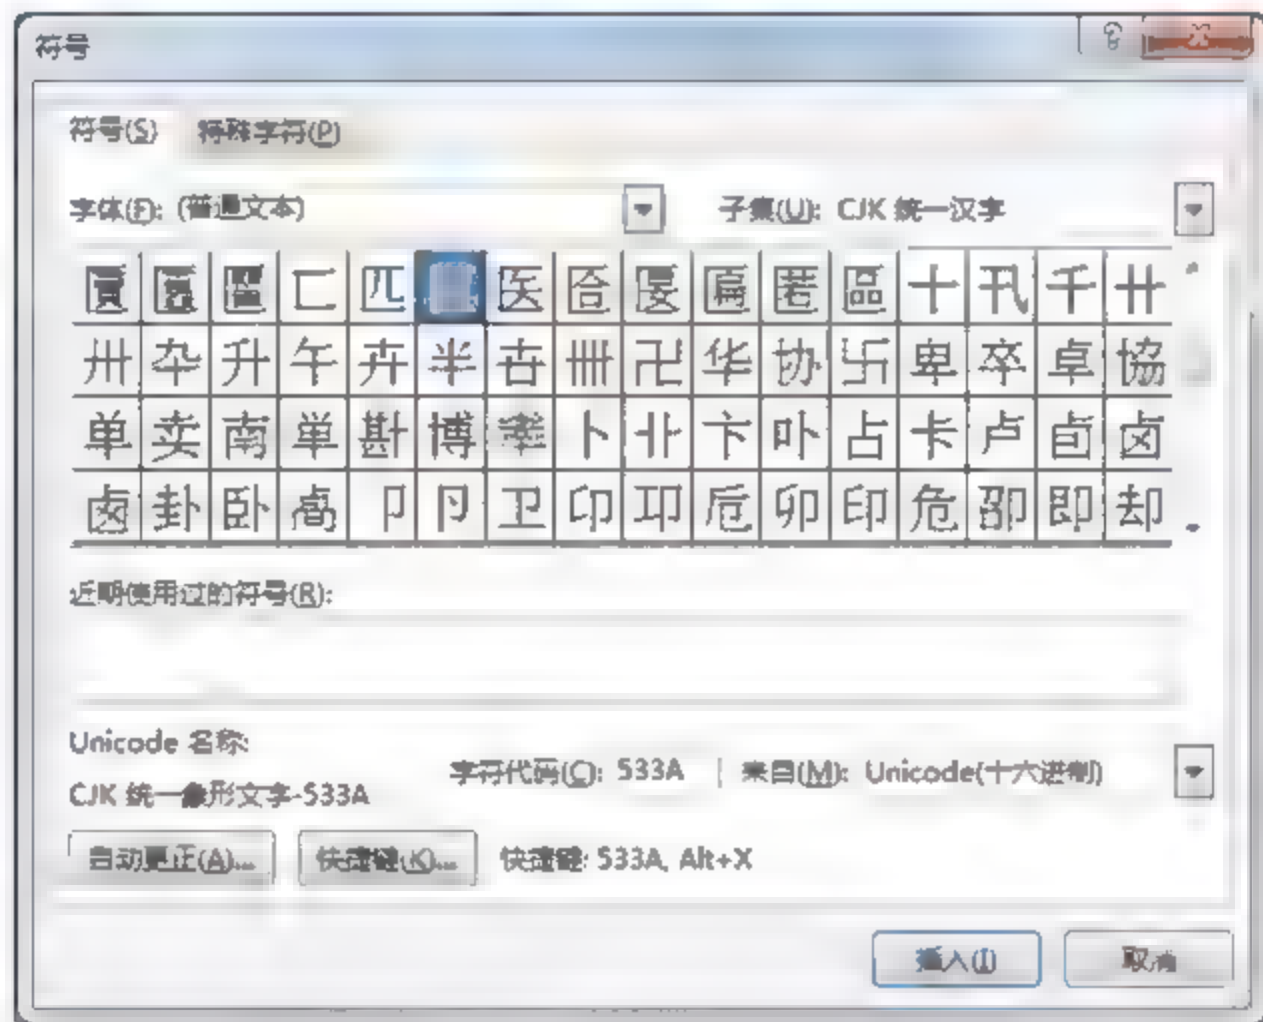 符号
符号(S) 特殊字符(P)
字体(F): (普通文本) 子集(U): CJK 统一汉字
匚 匹 医 匼 匽 匾 匿 區 十 卂 千 卄
卅 卆 升 午 卉 半 卋 卌 卍 华 协 卐 卑 卒 卓 協
单 卖 南 単 卙 博 卛 卜 卝 卞 卟 占 卡 卢 卣 卤
卥 卦 卧 卨 卩 卪 卫 卬 卭 卮 卯 印 危 卲 即 却
近期使用过的符号(R):
Unicode 名称:
字符代码(C): 533A 来自(M): Unicode(十六进制)
CJK 统一象形文字-533A
自动更正(A)... 快捷键(K)... 快捷键: 533A, Alt+X
插入(I) 取消